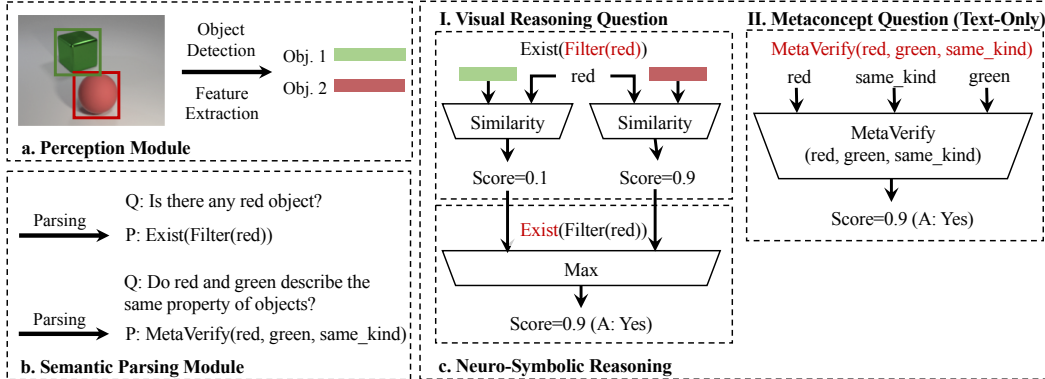 Object
Detection
Feature
Extraction
Obj. 1
Obj. 2
a. Perception Module
Parsing
Q: Is there any red object?
P: Exist(Filter(red))
Parsing
Q: Do red and green describe the
same property of objects?
P: MetaVerify(red, green, same_kind)
b. Semantic Parsing Module
I. Visual Reasoning Question
Exist(Filter(red))
red
Similarity
Similarity
Score=0.1
Score=0.9
Exist(Filter(red))
Max
Score=0.9 (A: Yes)
c. Neuro-Symbolic Reasoning
II. Metaconcept Question (Text-Only)
MetaVerify(red, green, same_kind)
red
same_kind
green
MetaVerify
(red, green, same_kind)
Score=0.9 (A: Yes)